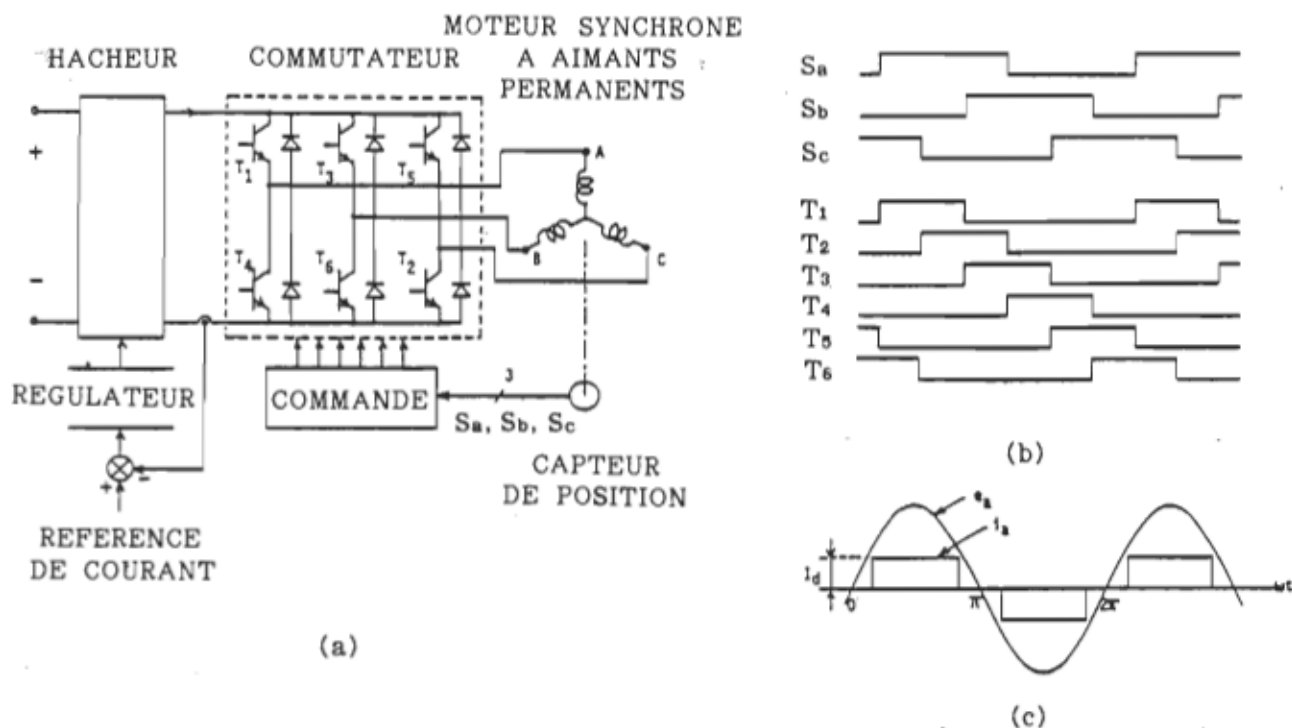 MOTEUR SYNCHRONE
A AIMANTS
PERMANENTS
HACHEUR
COMMUTATEUR
+
-
T1
T3
T5
T4
T6
T2
A
B
C
REGULATEUR
COMMANDE
3
Sa, Sb, Sc
+
-
CAPTEUR
DE POSITION
REFERENCE
DE COURANT
(a)
Sa
Sb
Sc
T1
T2
T3
T4
T5
T6
(b)
ea
ia
Id
0
π
2π
wt
(c)